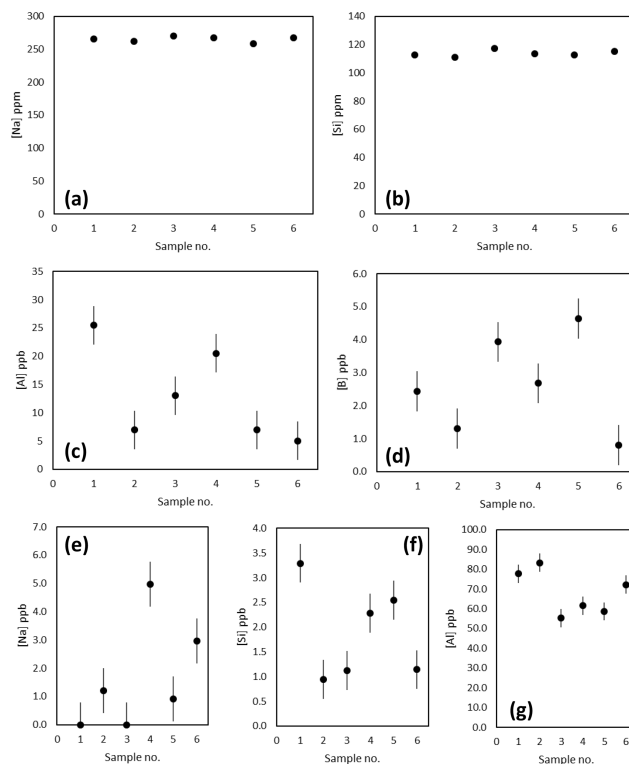 300
250
200
150
100
50
0
[Na] ppm
(a)
0 1 2 3 4 5 6
Sample no.
140
120
100
80
60
40
20
0
[Si] ppm
(b)
0 1 2 3 4 5 6
Sample no.
35
30
25
20
15
10
5
0
[Al] ppb
(c)
0 1 2 3 4 5 6
Sample no.
6.0
5.0
4.0
3.0
2.0
1.0
0.0
[B] ppb
(d)
0 1 2 3 4 5 6
Sample no.
7.0
6.0
5.0
4.0
3.0
2.0
1.0
0.0
[Na] ppb
(e)
0 1 2 3 4 5 6
Sample no.
4.0
3.5
3.0
2.5
2.0
1.5
1.0
0.5
0.0
[Si] ppb
(f)
0 1 2 3 4 5 6
Sample no.
100.0
90.0
80.0
70.0
60.0
50.0
40.0
30.0
20.0
10.0
0.0
[Al] ppb
(g)
0 1 2 3 4 5 6
Sample no.